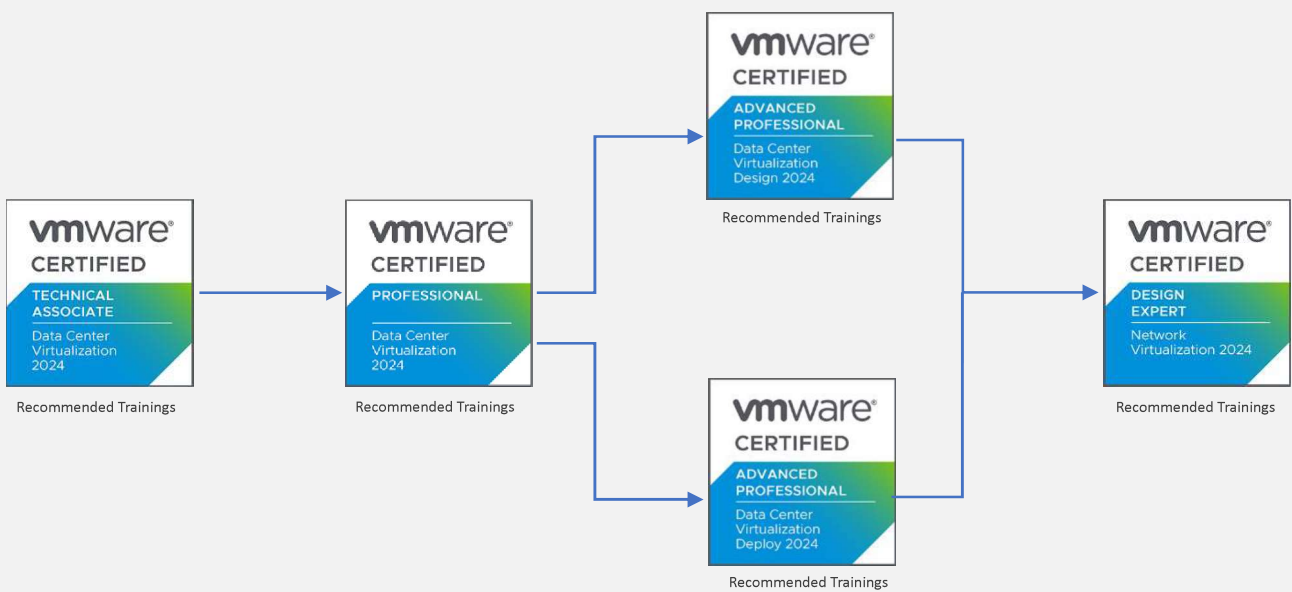 vmware®
CERTIFIED
TECHNICAL
ASSOCIATE
Data Center
Virtualization
2024
Recommended Trainings
vmware®
CERTIFIED
PROFESSIONAL
Data Center
Virtualization
2024
Recommended Trainings
vmware®
CERTIFIED
ADVANCED
PROFESSIONAL
Data Center
Virtualization
Design 2024
Recommended Trainings
vmware®
CERTIFIED
ADVANCED
PROFESSIONAL
Data Center
Virtualization
Deploy 2024
Recommended Trainings
vmware®
CERTIFIED
DESIGN
EXPERT
Network
Virtualization 2024
Recommended Trainings